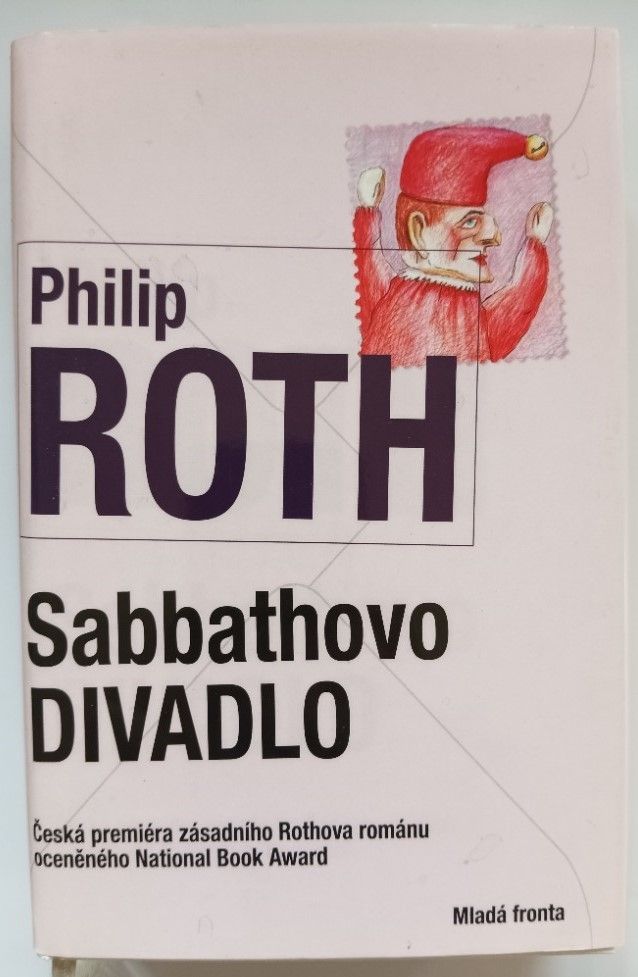 Philip
ROTH
Sabbathovo
DIVADLO
Česká premiéra zásadního Rothova románu
oceněného National Book Award
Mladá fronta